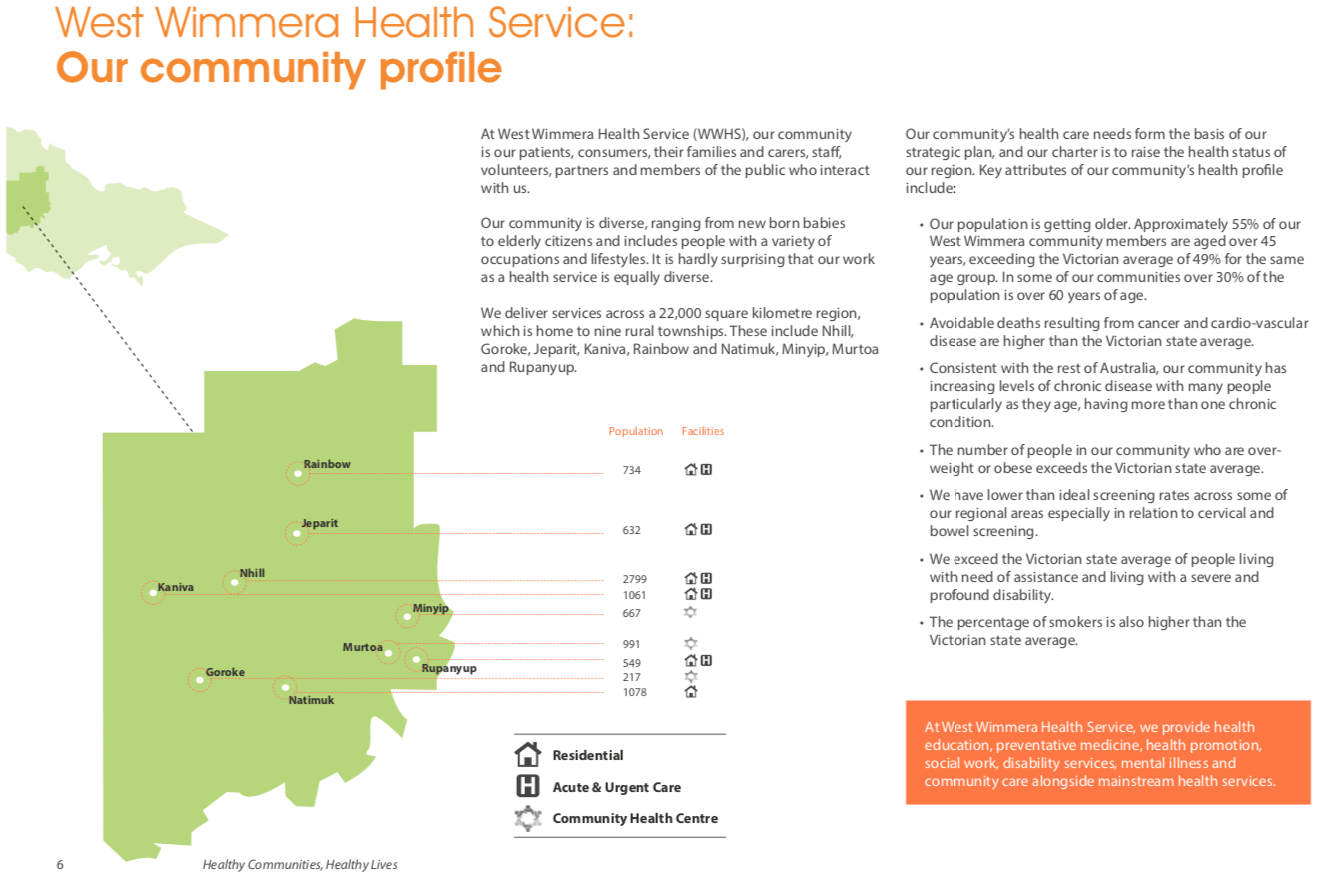 West Wimmera Health Service:
Our community profile
At West Wimmera Health Service (WWHS), our community
is our patients, consumers, their families and carers, staff,
volunteers, partners and members of the public who interact
with us.
Our community is diverse, ranging from new born babies
to elderly citizens and includes people with a variety of
occupations and lifestyles. It is hardly surprising that our work
as a health service is equally diverse.
We deliver services across a 22,000 square kilometre region,
which is home to nine rural townships. These include Nhill,
Goroke, Jeparit, Kaniva, Rainbow and Natimuk, Minyip, Murtoa
and Rupanyup.
Population Facilities
Rainbow 734
Jeparit 632
Nhill 2799
Kaniva 1061
Minyip 667
Murtoa 991
Rupanyup 549
Goroke 217
Natimuk 1078
Residential
H Acute & Urgent Care
Community Health Centre
Our community's health care needs form the basis of our
strategic plan, and our charter is to raise the health status of
our region. Key attributes of our community's health profile
include:
• Our population is getting older. Approximately 55% of our
West Wimmera community members are aged over 45
years, exceeding the Victorian average of 49% for the same
age group. In some of our communities over 30% of the
population is over 60 years of age.
• Avoidable deaths resulting from cancer and cardio-vascular
disease are higher than the Victorian state average.
• Consistent with the rest of Australia, our community has
increasing levels of chronic disease with many people
particularly as they age, having more than one chronic
condition.
• The number of people in our community who are over-
weight or obese exceeds the Victorian state average.
• We have lower than ideal screening rates across some of
our regional areas especially in relation to cervical and
bowel screening.
• We exceed the Victorian state average of people living
with need of assistance and living with a severe and
profound disability.
• The percentage of smokers is also higher than the
Victorian state average.
At West Wimmera Health Service, we provide health
education, preventative medicine, health promotion,
social work, disability services, mental illness and
community care alongside mainstream health services.
6 Healthy Communities, Healthy Lives